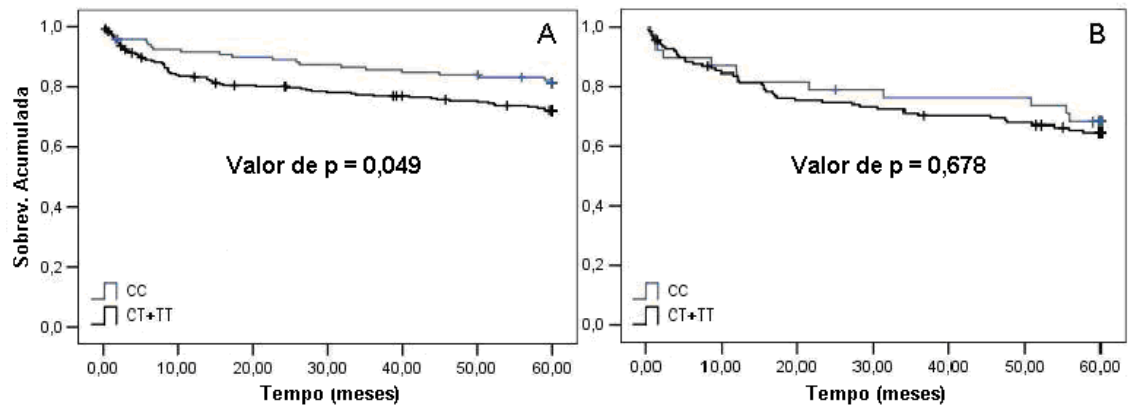 A
1,0
0,8
0,6
0,4
0,2
0,0
Sobrev. Acumulada
Valor de p = 0,049
CC
CT+TT
0,00 10,00 20,00 30,00 40,00 50,00 60,00
Tempo (meses)
B
1,0
0,8
0,6
0,4
0,2
0,0
Valor de p = 0,678
CC
CT+TT
0,00 10,00 20,00 30,00 40,00 50,00 60,00
Tempo (meses)